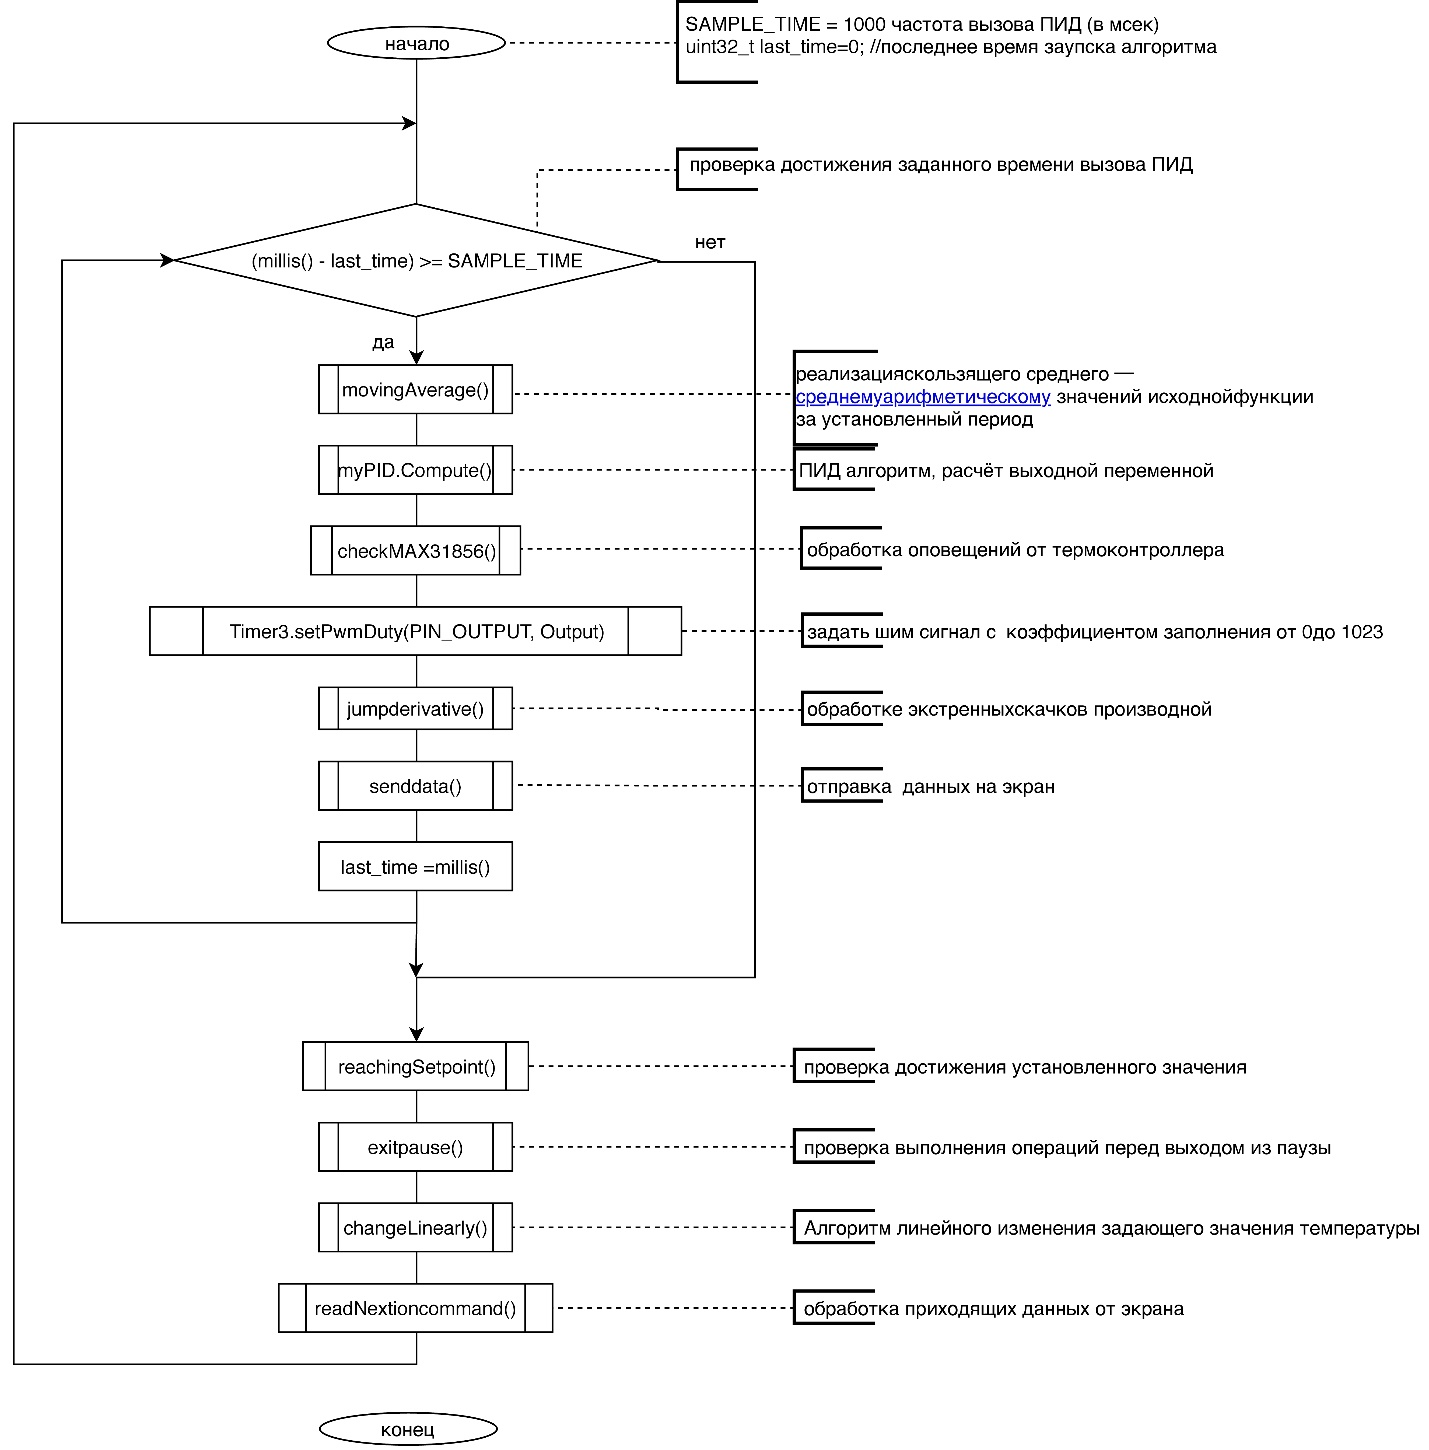 начало
SAMPLE_TIME = 1000 частота вызова ПИД (в мсек)
uint32_t last_time=0; //последнее время заупска алгоритма
проверка достижения заданного времени вызова ПИД
(millis() - last_time) >= SAMPLE_TIME
нет
да
movingAverage()
реализацияскользящего среднего —
среднемуарифметическому значений исходнойфункции
за установленный период
myPID.Compute()
ПИД алгоритм, расчёт выходной переменной
checkMAX31856()
обработка оповещений от термоконтроллера
Timer3.setPwmDuty(PIN_OUTPUT, Output)
задать шим сигнал с коэффициентом заполнения от 0до 1023
jumpderivative()
обработке экстренныхскачков производной
senddata()
отправка данных на экран
last_time =millis()
reachingSetpoint()
проверка достижения установленного значения
exitpause()
проверка выполнения операций перед выходом из паузы
changeLinearly()
Алгоритм линейного изменения задающего значения температуры
readNextioncommand()
обработка приходящих данных от экрана
конец